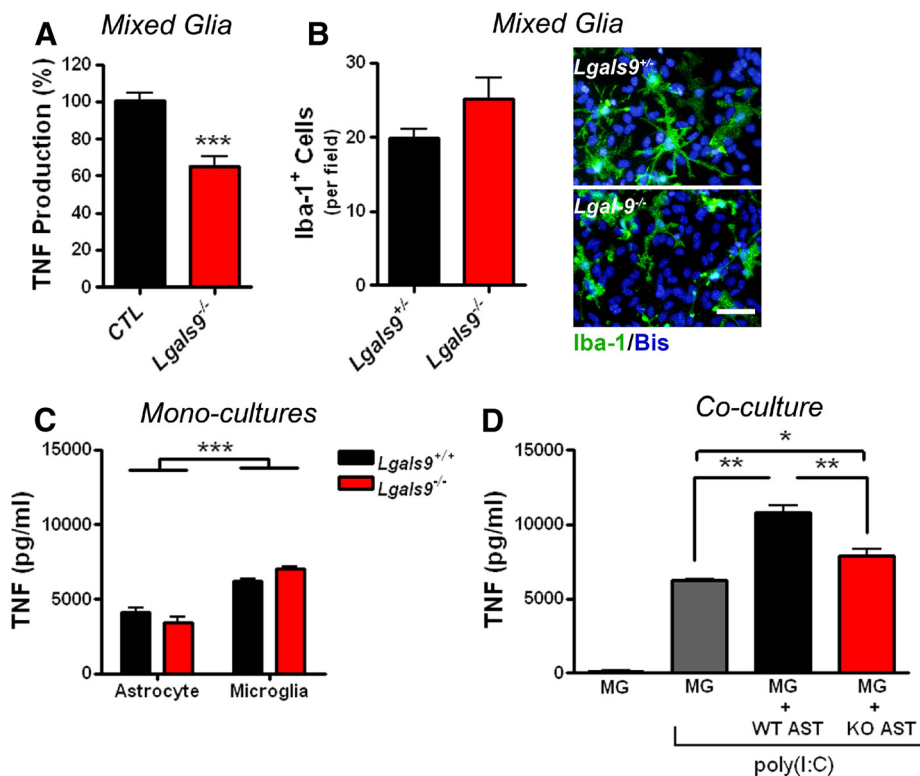 A
Mixed Glia
TNF Production (%)
120
100
80
60
40
20
0
***
CTL
Lgals9-/-
B
Mixed Glia
Iba-1+ Cells
(per field)
30
20
10
0
Lgals9+/-
Lgals9-/-
Lgals9+/-
Lgal-9-/-
Iba-1/Bis
C
Mono-cultures
TNF (pg/ml)
15000
10000
5000
0
***
Astrocyte
Microglia
Lgals9+/+
Lgals9-/-
D
Co-culture
TNF (pg/ml)
15000
10000
5000
0
*
**
**
MG
MG
MG + WT AST
MG + KO AST
poly(I:C)